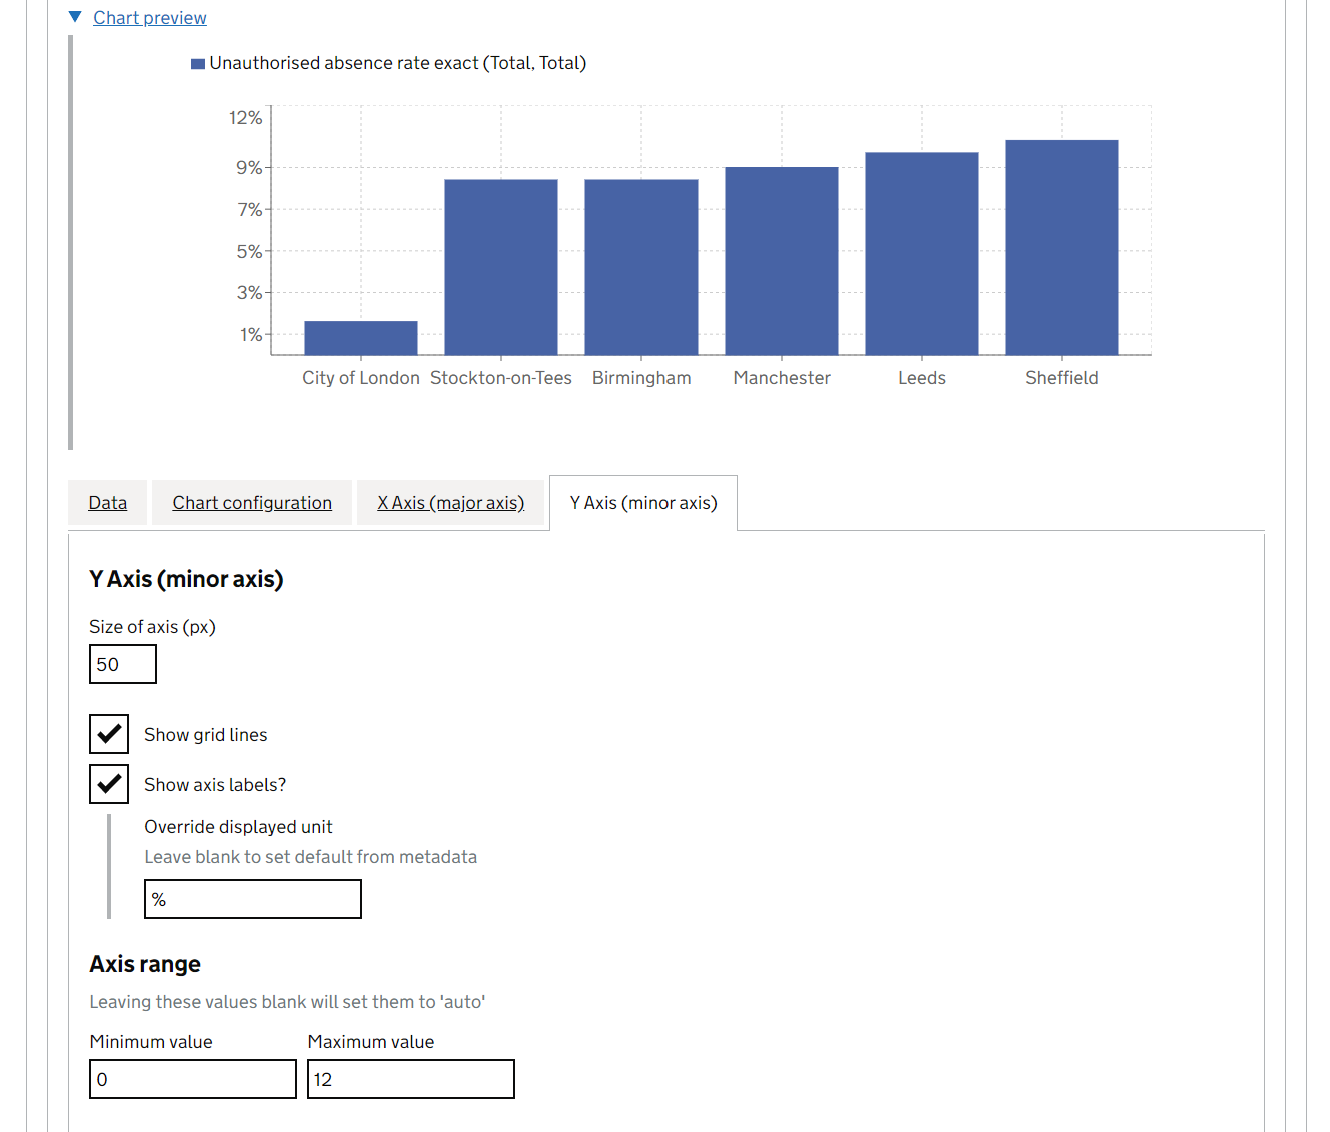 Chart preview
Unauthorised absence rate exact (Total, Total)
12%
9%
7%
5%
3%
1%
City of London Stockton-on-Tees Birmingham Manchester Leeds Sheffield
Data Chart configuration X Axis (major axis) Y Axis (minor axis)
Y Axis (minor axis)
Size of axis (px)
50
Show grid lines
Show axis labels?
Override displayed unit
Leave blank to set default from metadata
%
Axis range
Leaving these values blank will set them to 'auto'
Minimum value Maximum value
0 12